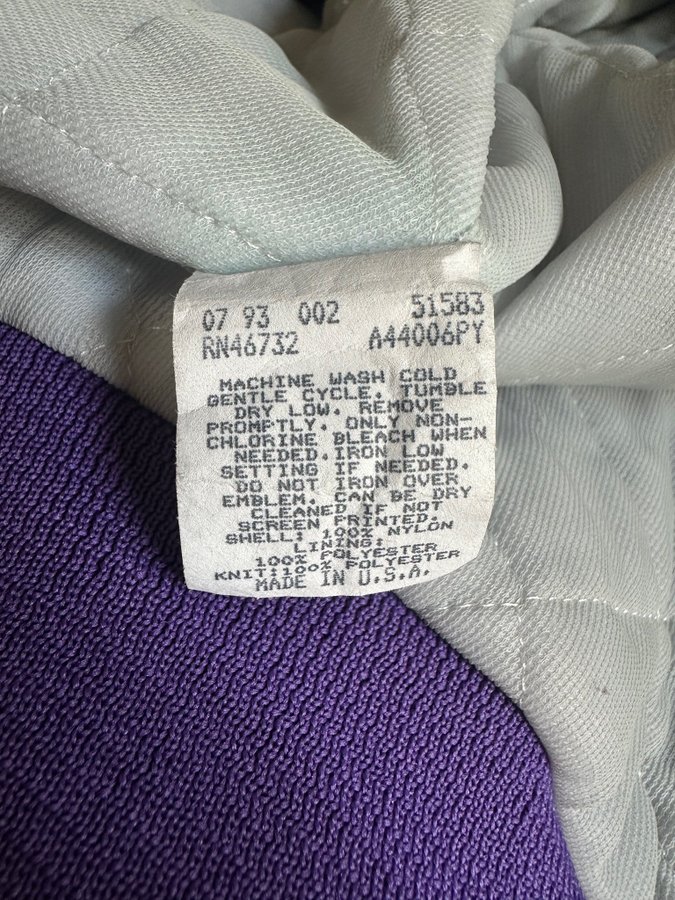 07 93 002 51583
RN46732 A44006PY
MACHINE WASH COLD
GENTLE CYCLE. TUMBLE
DRY LOW. REMOVE
PROMPTLY. ONLY NON-
CHLORINE BLEACH WHEN
NEEDED.IRON LOW
SETTING IF NEEDED.
DO NOT IRON OVER
EMBLEM. CAN BE DRY
CLEANED IF NOT
SCREEN PRINTED.
SHELL: 100% NYLON
LINING:
100% POLYESTER
KNIT:100% POLYESTER
MADE IN U.S.A.